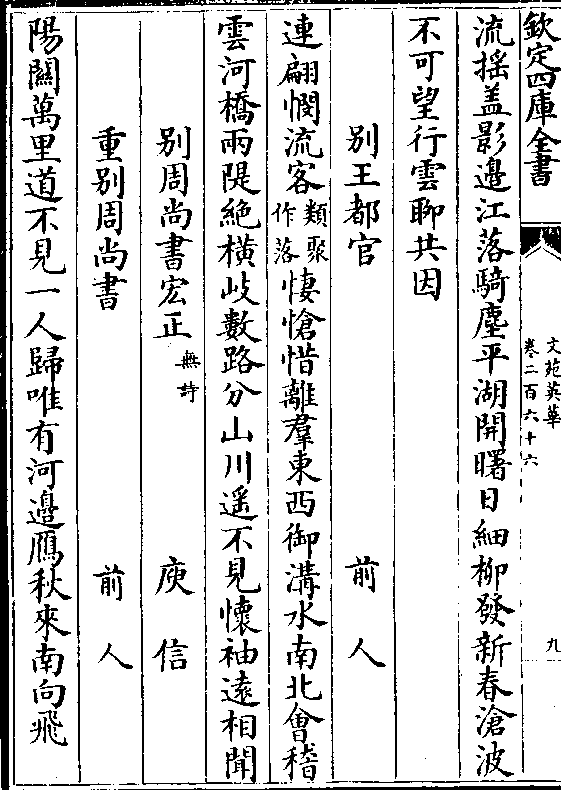 欽定四庫全書
文苑英華
卷二百六十六
九
流揺盖影邉江落騎塵平湖開曙日細柳發新春滄波
不可望行雲聊共因
別王都官 前人
連翩憫流客類聚作落悽愴惜離羣東西御溝水南北會稽
雲河橋兩隄絶橫岐數路分山川遥不見懷袖遠相聞
別周尚書宏正無詩 庾信
重别周尚書 前人
陽關萬里道不見一人歸唯有河邉鴈秋來南向飛